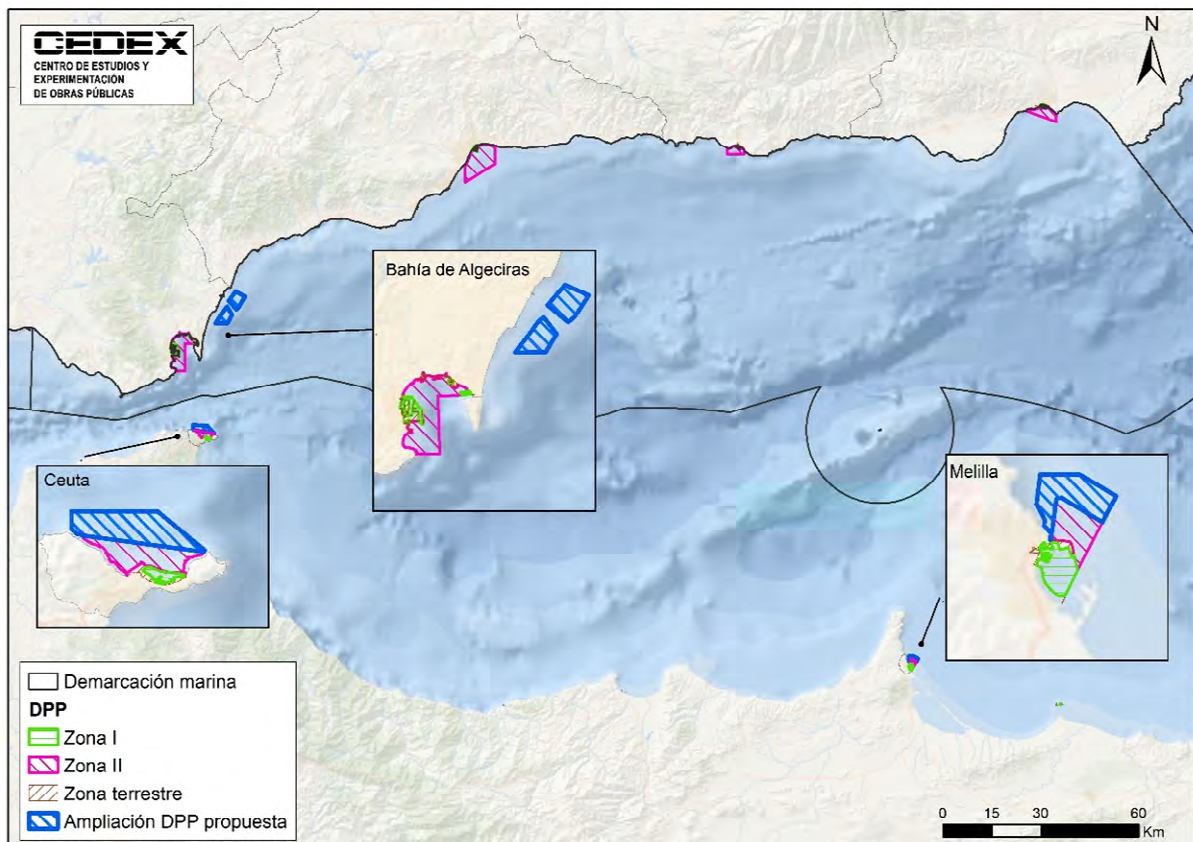 CEDEX
CENTRO DE ESTUDIOS Y
EXPERIMENTACIÓN
DE OBRAS PÚBLICAS
N
Bahía de Algeciras
Ceuta
Melilla
Demarcación marina
DPP
Zona I
Zona II
Zona terrestre
Ampliación DPP propuesta
0 15 30 60
Km